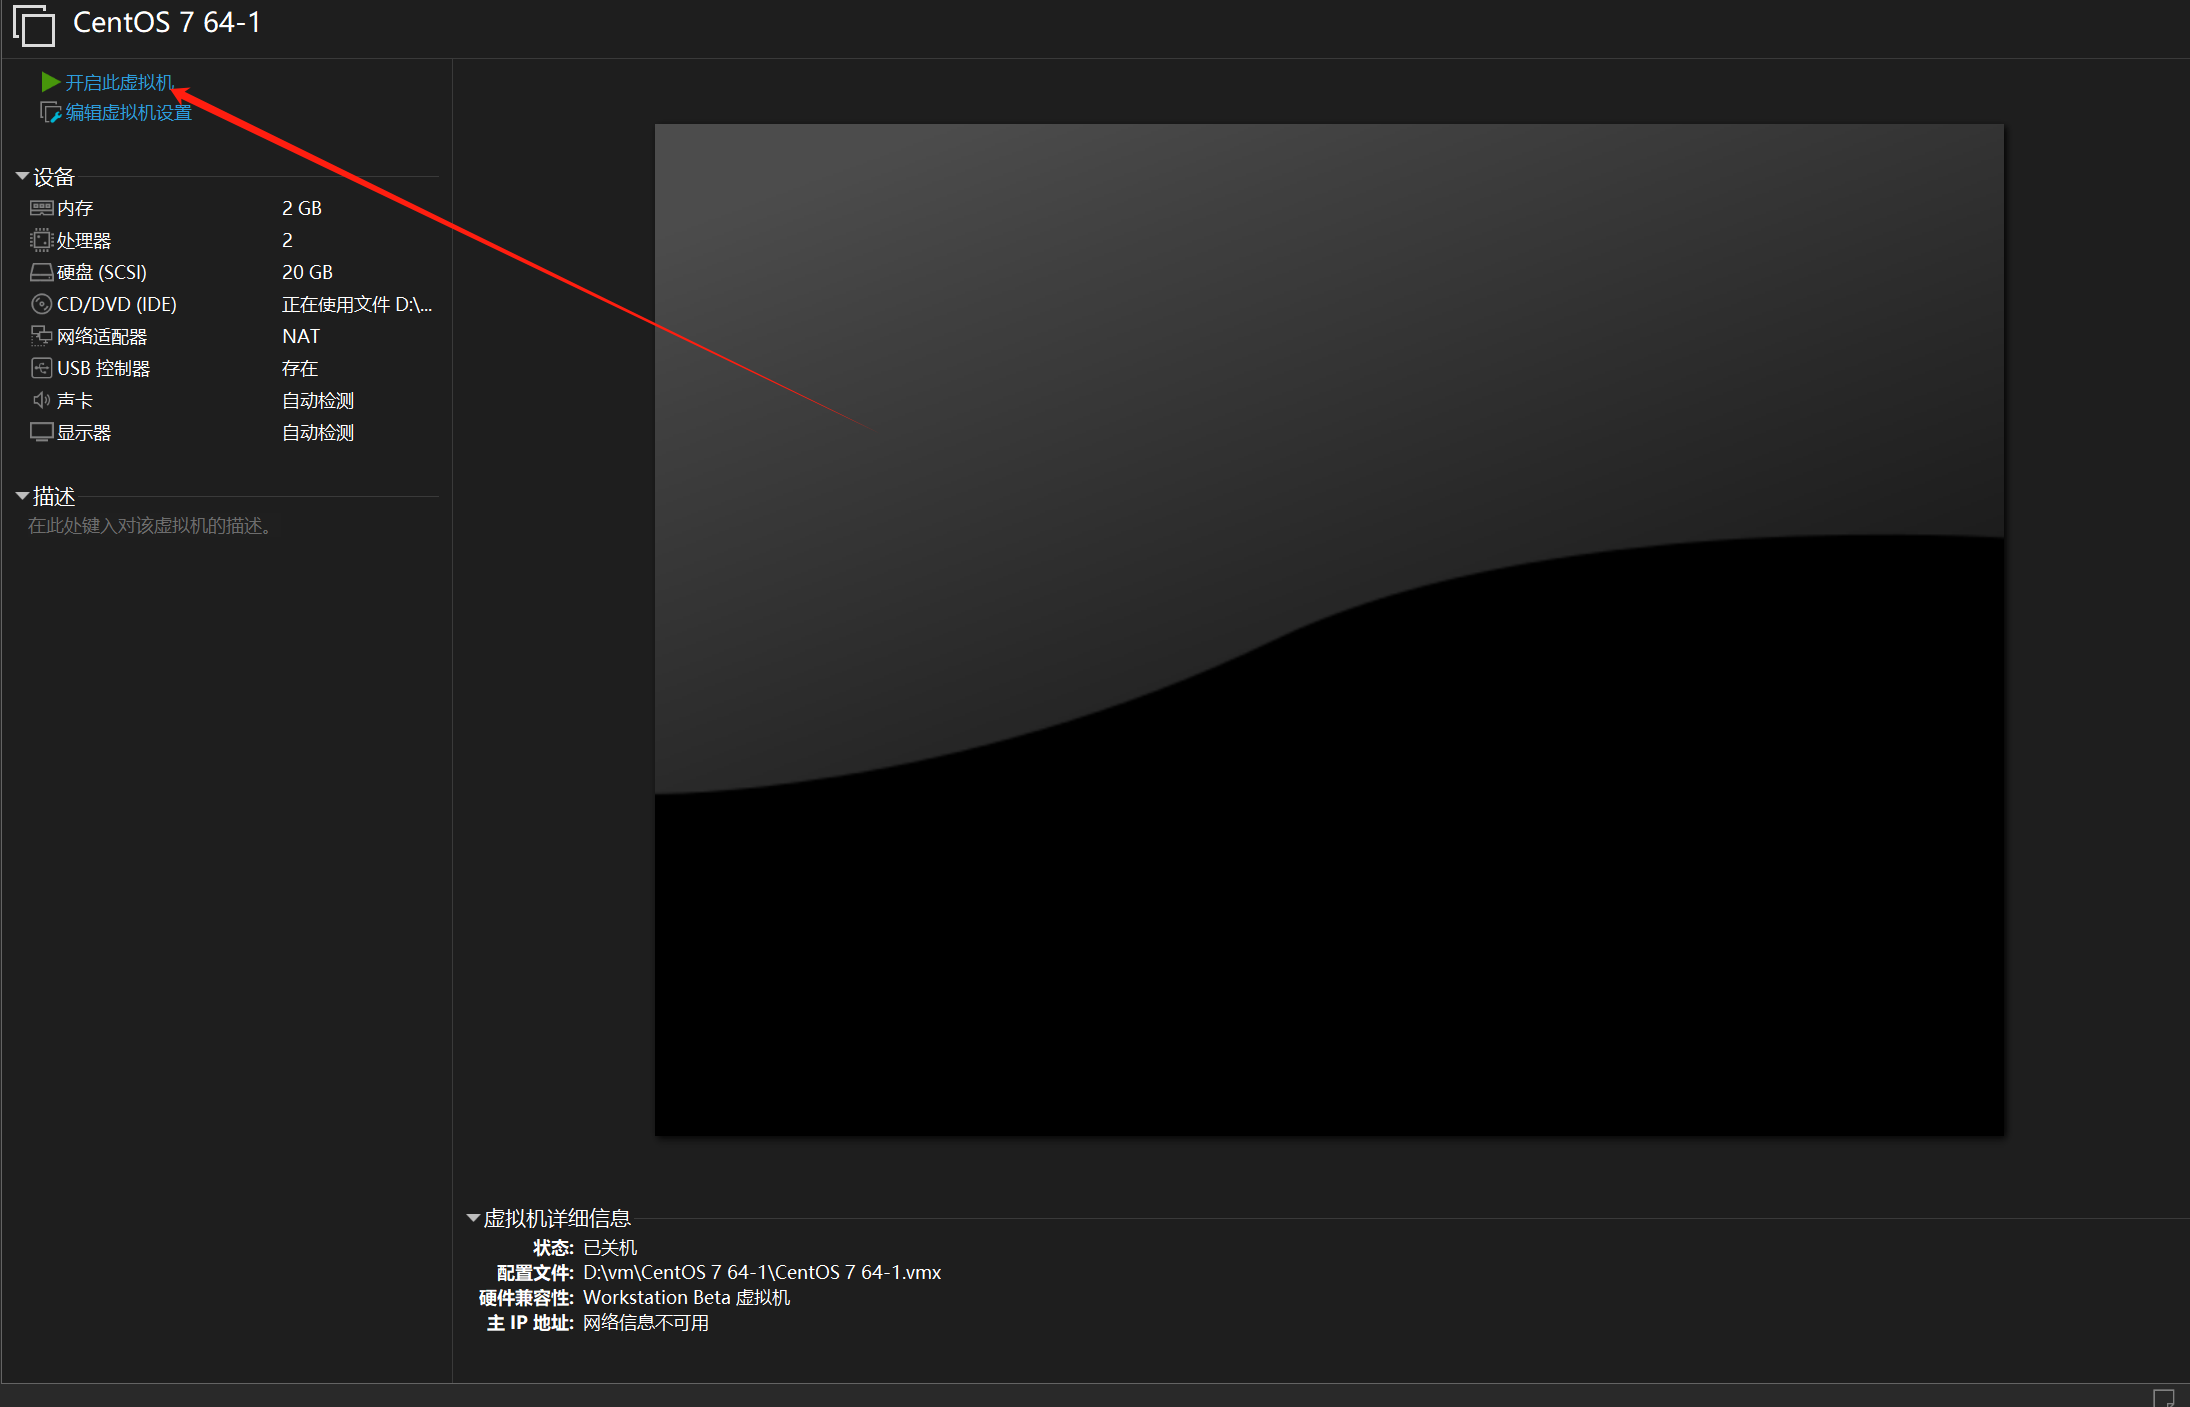 CentOS 7 64-1
开启此虚拟机
编辑虚拟机设置
设备
内存 2 GB
处理器 2
硬盘 (SCSI) 20 GB
CD/DVD (IDE) 正在使用文件 D:\...
网络适配器 NAT
USB 控制器 存在
声卡 自动检测
显示器 自动检测
描述
在此处键入对该虚拟机的描述。
虚拟机详细信息
状态: 已关机
配置文件: D:\vm\CentOS 7 64-1\CentOS 7 64-1.vmx
硬件兼容性: Workstation Beta 虚拟机
主 IP 地址: 网络信息不可用